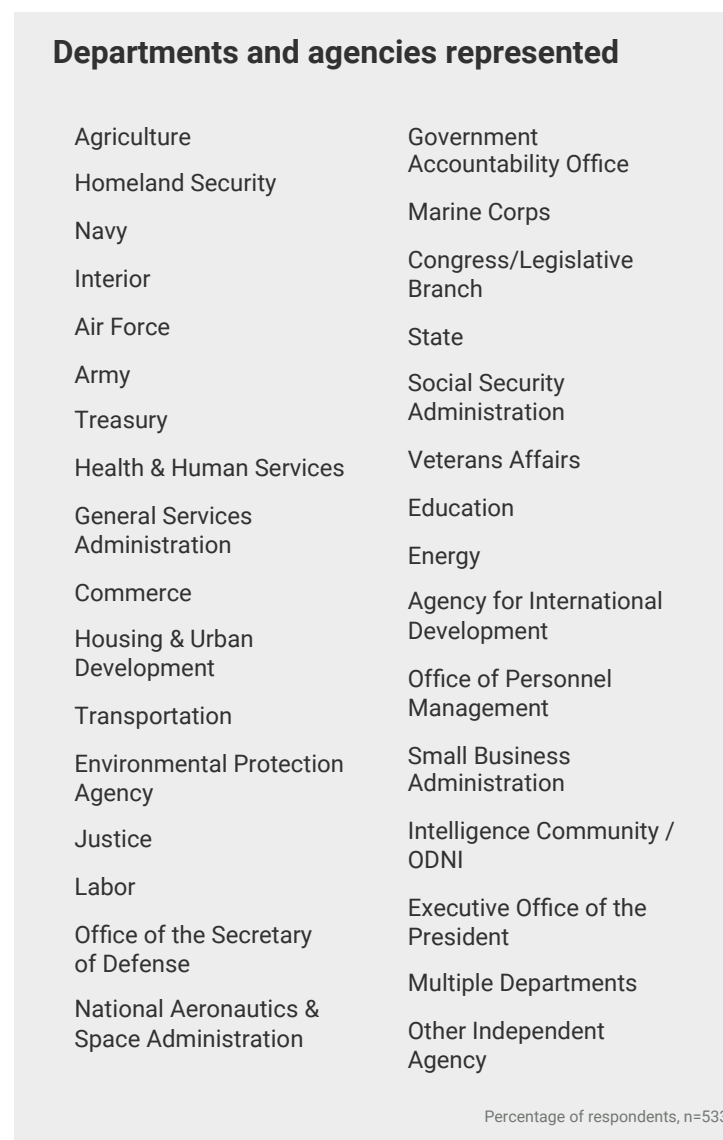 Departments and agencies represented
Agriculture
Homeland Security
Navy
Interior
Air Force
Army
Treasury
Health & Human Services
General Services
Administration
Commerce
Housing & Urban
Development
Transportation
Environmental Protection
Agency
Justice
Labor
Office of the Secretary
of Defense
National Aeronautics &
Space Administration
Government
Accountability Office
Marine Corps
Congress/Legislative
Branch
State
Social Security
Administration
Veterans Affairs
Education
Energy
Agency for International
Development
Office of Personnel
Management
Small Business
Administration
Intelligence Community /
ODNI
Executive Office of the
President
Multiple Departments
Other Independent
Agency
Percentage of respondents, n=533